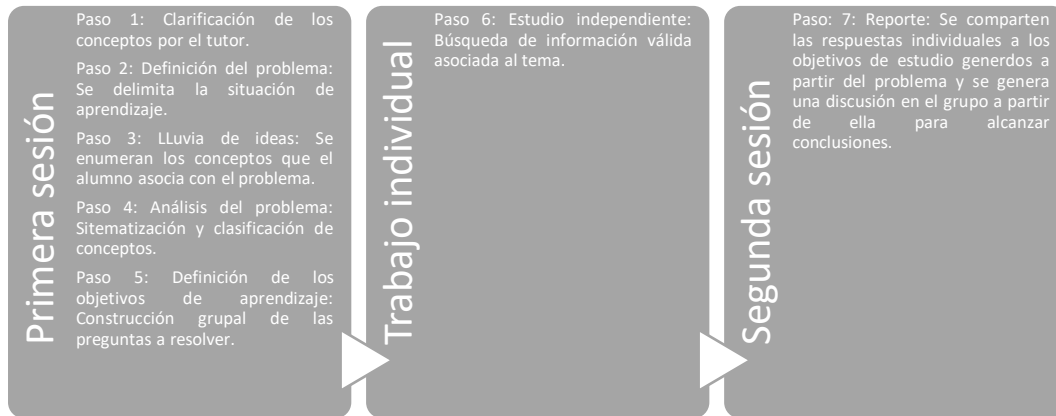 Primera sesión
Paso 1: Clarificación de los
conceptos por el tutor.
Paso 2: Definición del problema:
Se delimita la situación de
aprendizaje.
Paso 3: LLuvia de ideas: Se
enumeran los conceptos que el
alumno asocia con el problema.
Paso 4: Análisis del problema:
Sitematización y clasificación de
conceptos.
Paso 5: Definición de los
objetivos de aprendizaje:
Construcción grupal de las
preguntas a resolver.
Trabajo individual
Paso 6: Estudio independiente:
Búsqueda de información válida
asociada al tema.
Segunda sesión
Paso: 7: Reporte: Se comparten
las respuestas individuales a los
objetivos de estudio generdos a
partir del problema y se genera
una discusión en el grupo a partir
de ella para alcanzar
conclusiones.